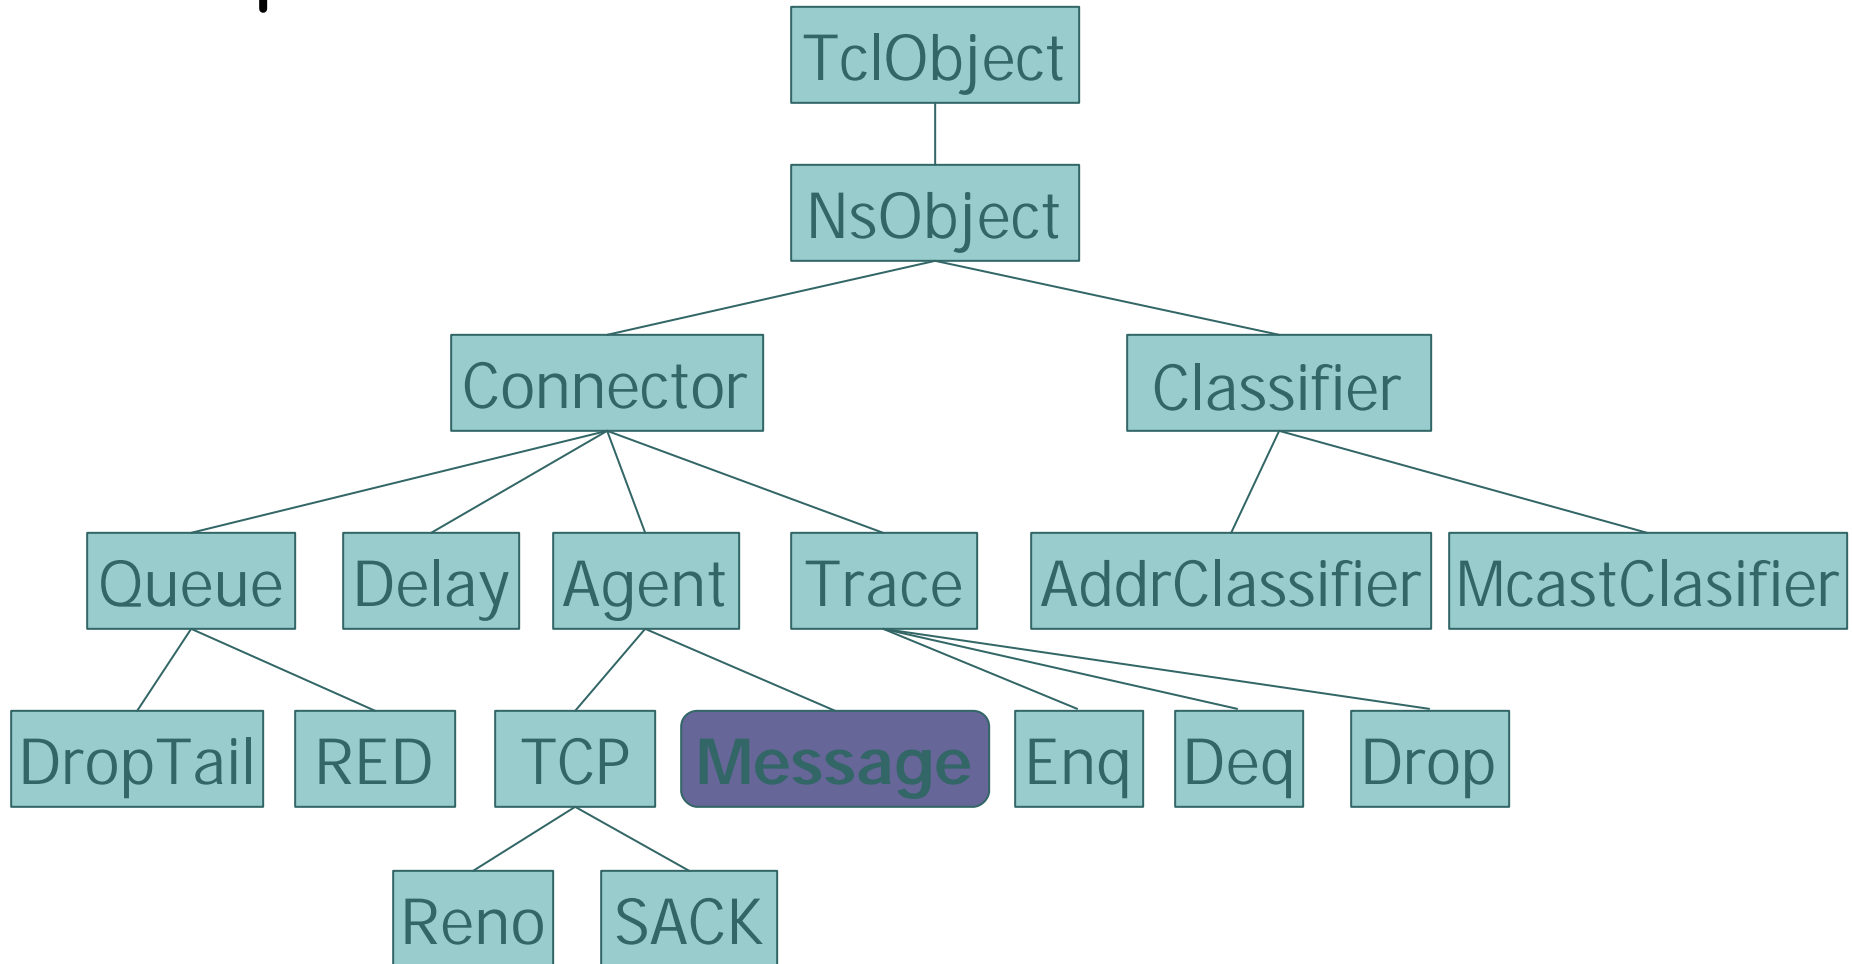 TclObject
NsObject
Connector
Classifier
Queue
Delay
Agent
Trace
AddrClassifier
McastClasifier
DropTail
RED
TCP
Message
Enq
Deq
Drop
Reno
SACK